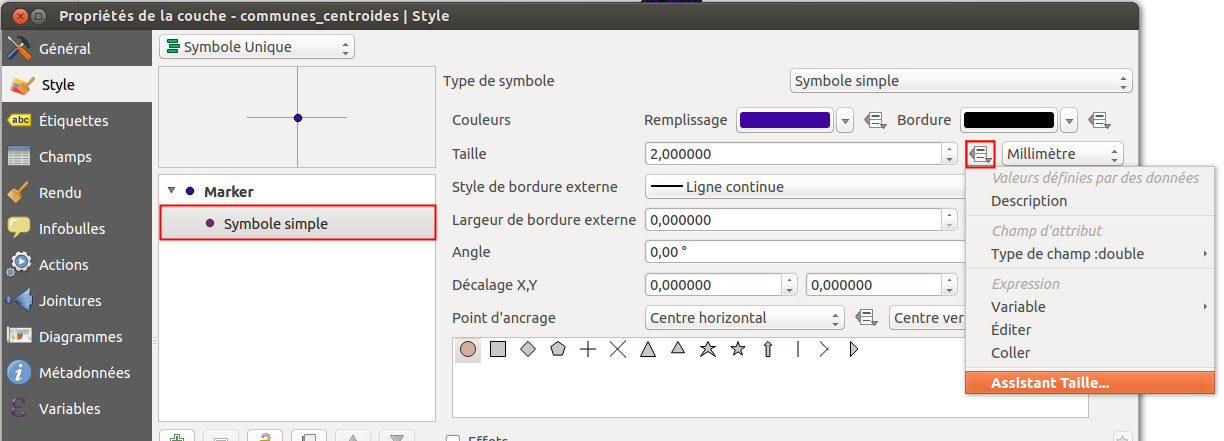 Propriétés de la couche - communes_centroides | Style
Général
Style
Étiquettes
Champs
Rendu
Infobulles
Actions
Jointures
Diagrammes
Métadonnées
Variables
Symbole Unique
Marker
Symbole simple
Type de symbole Symbole simple
Couleurs Remplissage Bordure
Taille 2,000000 Millimètre
Style de bordure externe Ligne continue
Largeur de bordure externe 0,000000
Angle 0,00 °
Décalage X,Y 0,000000 0,000000
Point d'ancrage Centre horizontal Centre ver
Effets
Valeurs définies par des données
Description
Champ d'attribut
Type de champ :double
Expression
Variable
Éditer
Coller
Assistant Taille...